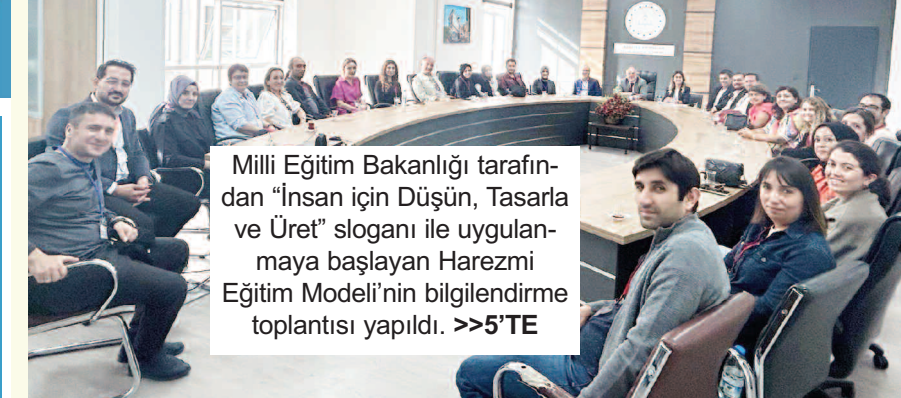 Milli Eğitim Bakanlığı tarafın-
dan “İnsan için Düşün, Tasarla
ve Üret” sloganı ile uygulan-
maya başlayan Harezmi
Eğitim Modeli’nin bilgilendirme
toplantısı yapıldı. >>5’TE